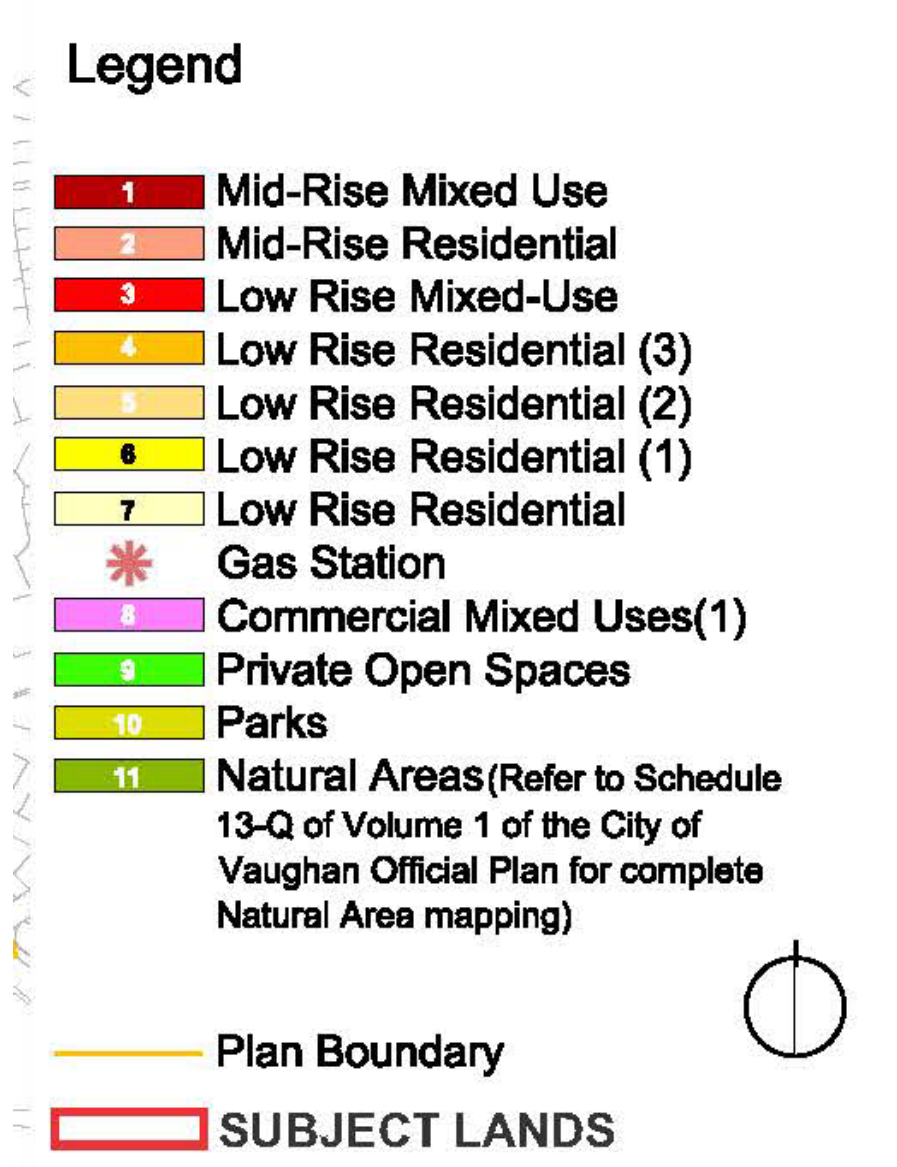 Legend
1 Mid-Rise Mixed Use
2 Mid-Rise Residential
3 Low Rise Mixed-Use
4 Low Rise Residential (3)
5 Low Rise Residential (2)
6 Low Rise Residential (1)
7 Low Rise Residential
Gas Station
8 Commercial Mixed Uses(1)
9 Private Open Spaces
10 Parks
11 Natural Areas(Refer to Schedule
13-Q of Volume 1 of the City of
Vaughan Official Plan for complete
Natural Area mapping)
Plan Boundary
SUBJECT LANDS